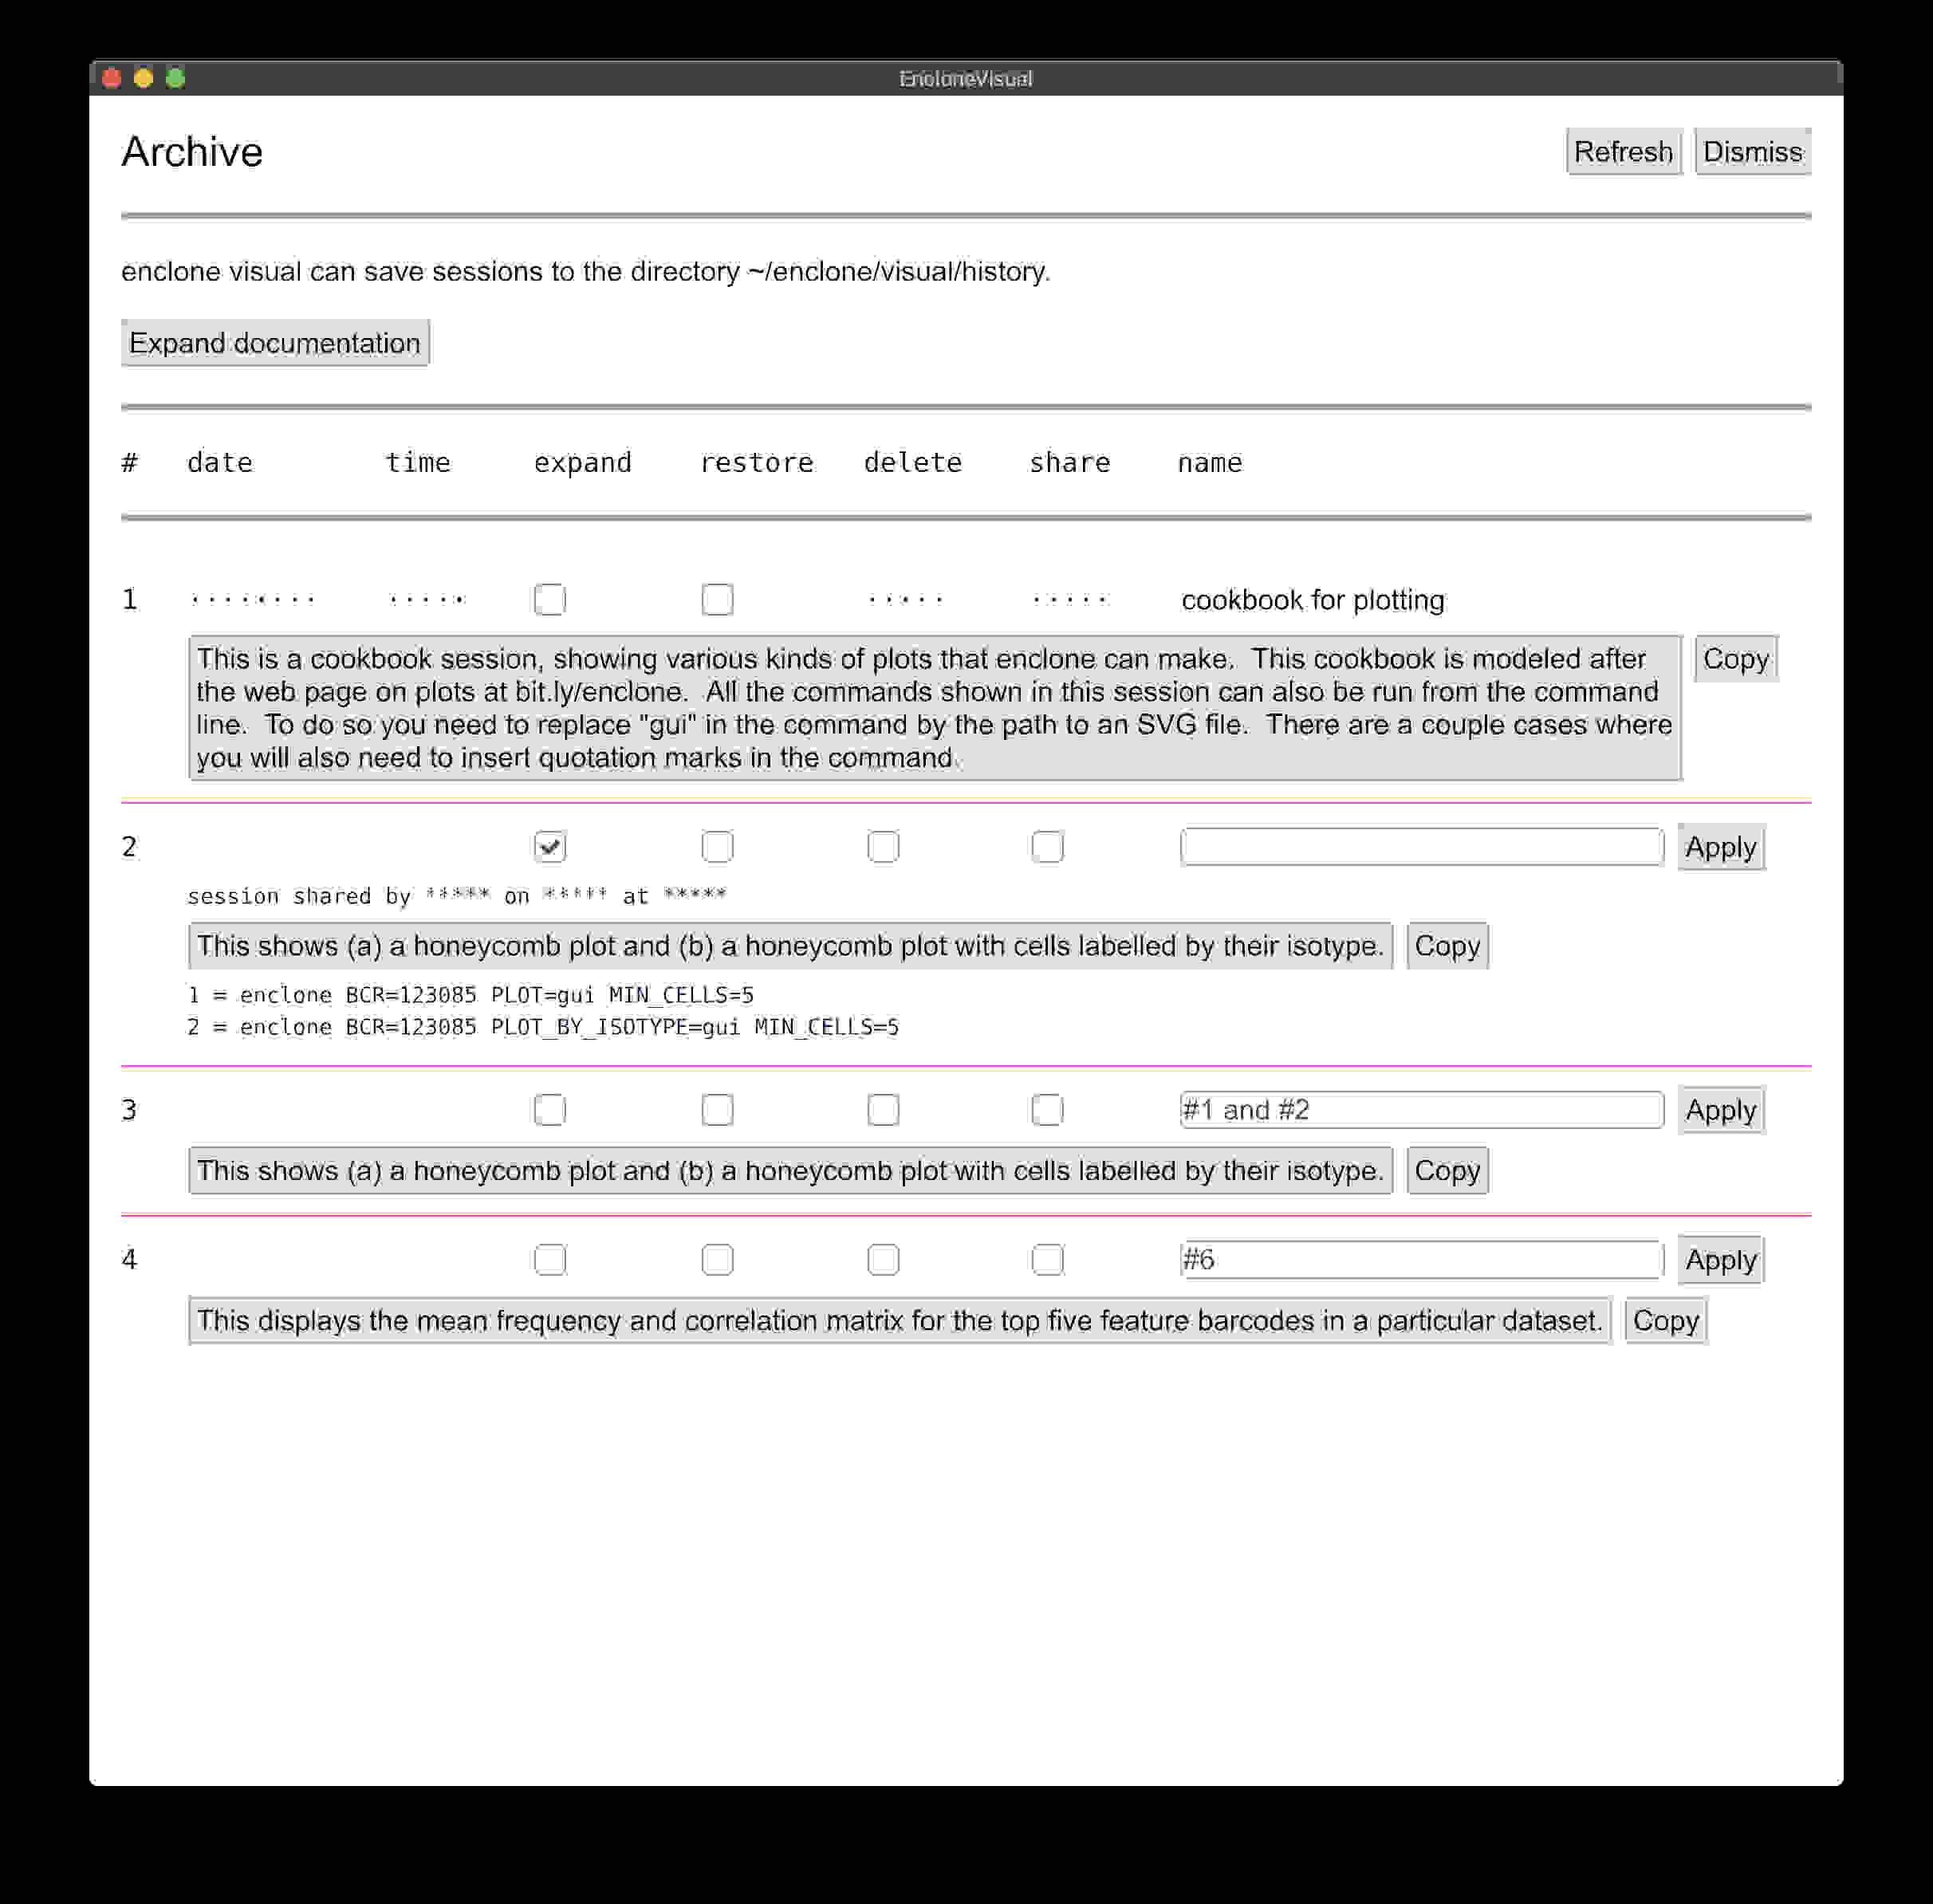 EncloneVisual
Archive
Refresh Dismiss
enclone visual can save sessions to the directory ~/enclone/visual/history.
Expand documentation
# date time expand restore delete share name
1 ········ ····· ····· ····· cookbook for plotting
This is a cookbook session, showing various kinds of plots that enclone can make.  This cookbook is modeled after
the web page on plots at bit.ly/enclone.  All the commands shown in this session can also be run from the command
line.  To do so you need to replace "gui" in the command by the path to an SVG file.  There are a couple cases where
you will also need to insert quotation marks in the command.
Copy
2 Apply
session shared by ***** on ***** at *****
This shows (a) a honeycomb plot and (b) a honeycomb plot with cells labelled by their isotype. Copy
1 = enclone BCR=123085 PLOT=gui MIN_CELLS=5
2 = enclone BCR=123085 PLOT_BY_ISOTYPE=gui MIN_CELLS=5
3 #1 and #2 Apply
This shows (a) a honeycomb plot and (b) a honeycomb plot with cells labelled by their isotype. Copy
4 #6 Apply
This displays the mean frequency and correlation matrix for the top five feature barcodes in a particular dataset. Copy